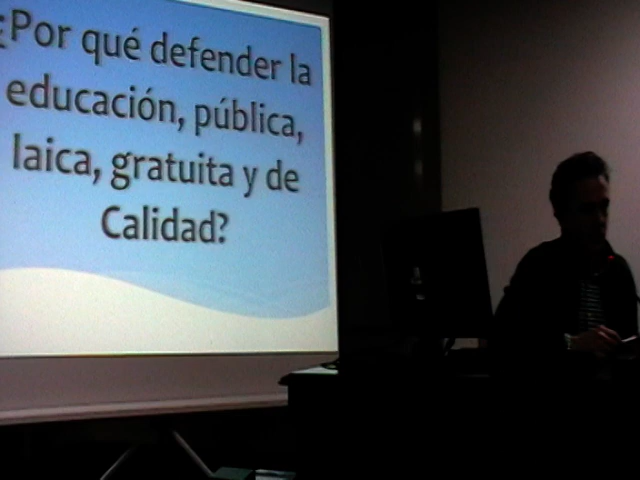 ¿Por qué defender la
educación, pública,
laica, gratuita y de
Calidad?